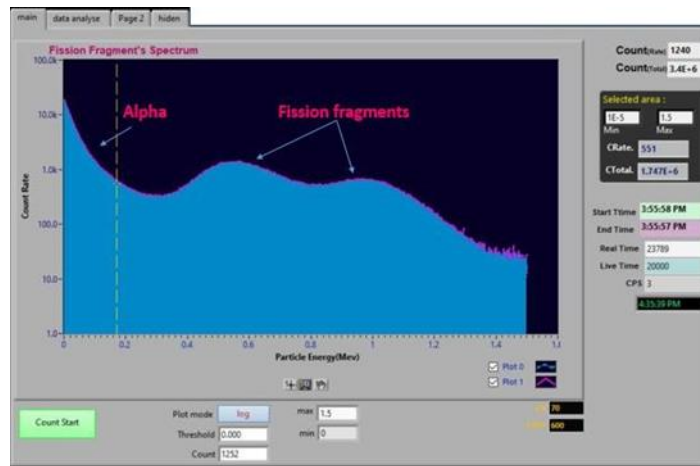 main data analyse Page 2 hiden
Fission Fragment's Spectrum
Alpha
Fission fragments
Count Rate
100.0k
10.0k
1.0k
100.0
10.0
1.0
0 0.2 0.4 0.6 0.8 1 1.2 1.4 1.6
Particle Energy(Mev)
Plot 0
Plot 1
Count(Rate) 1240
Count(Total) 3.4E+6
Selected area :
1E-5 1.5
Min Max
CRate. 551
CTotal. 1.747E+6
Start Ttime 3:55:58 PM
End Time 3:55:57 PM
Real Time 23789
Live Time 20000
CPS 3
4:35:39 PM
70
600
Count Start
Plot mode log
Threshold 0.000
Count 1252
max 1.5
min 0